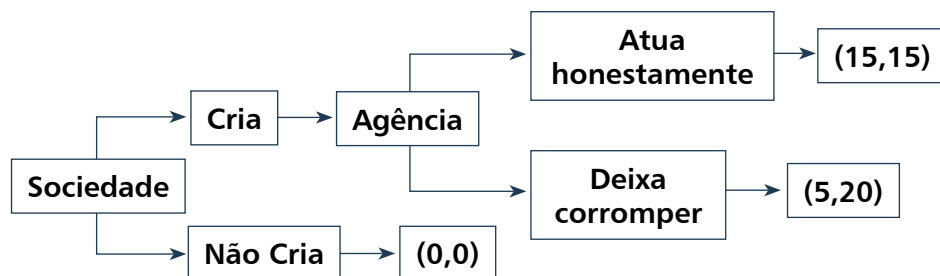 Sociedade
Cria
Agência
Atua
honestamente
(15,15)
Deixa
corromper
(5,20)
Não Cria
(0,0)